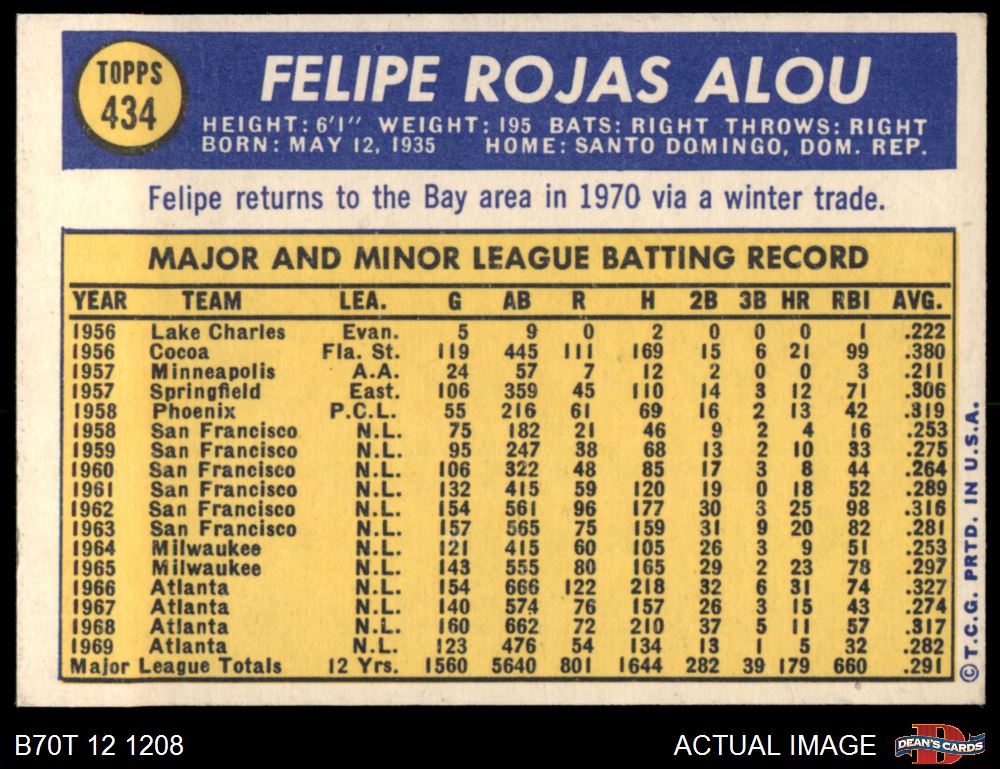 TOPPS
434
FELIPE ROJAS ALOU
HEIGHT: 6'1" WEIGHT: 195 BATS: RIGHT THROWS: RIGHT
BORN: MAY 12, 1935 HOME: SANTO DOMINGO, DOM. REP.
Felipe returns to the Bay area in 1970 via a winter trade.
MAJOR AND MINOR LEAGUE BATTING RECORD
YEAR TEAM LEA. G AB R H 2B 3B HR RBI AVG.
1956 Lake Charles Evan. 5 9 0 2 0 0 0 1 .222
1956 Cocoa Fla. St. 119 445 111 169 15 6 21 99 .380
1957 Minneapolis A.A. 24 57 7 12 2 0 0 3 .211
1957 Springfield East. 106 359 45 110 14 3 12 71 .306
1958 Phoenix P.C.L. 55 216 61 69 16 2 13 42 .319
1958 San Francisco N.L. 75 182 21 46 9 2 4 16 .253
1959 San Francisco N.L. 95 247 38 68 13 2 10 33 .275
1960 San Francisco N.L. 106 322 48 85 17 3 8 44 .264
1961 San Francisco N.L. 132 415 59 120 19 0 18 52 .289
1962 San Francisco N.L. 154 561 96 177 30 3 25 98 .316
1963 San Francisco N.L. 157 565 75 159 31 9 20 82 .281
1964 Milwaukee N.L. 121 415 60 105 26 3 9 51 .253
1965 Milwaukee N.L. 143 555 80 165 29 2 23 78 .297
1966 Atlanta N.L. 154 666 122 218 32 6 31 74 .327
1967 Atlanta N.L. 140 574 76 157 26 3 15 43 .274
1968 Atlanta N.L. 160 662 72 210 37 5 11 57 .317
1969 Atlanta N.L. 123 476 54 134 13 1 5 32 .282
Major League Totals 12 Yrs. 1560 5640 801 1644 282 39 179 660 .291
©T.C.G. PRTD. IN U.S.A.
B70T 12 1208
ACTUAL IMAGE
DEAN'S CARDS